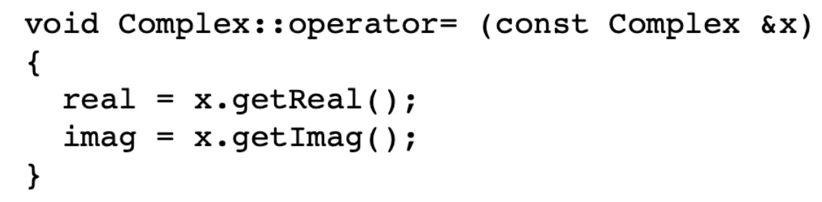 void Complex::operator= (const Complex &x)
{
  real = x.getReal();
  imag = x.getImag();
}